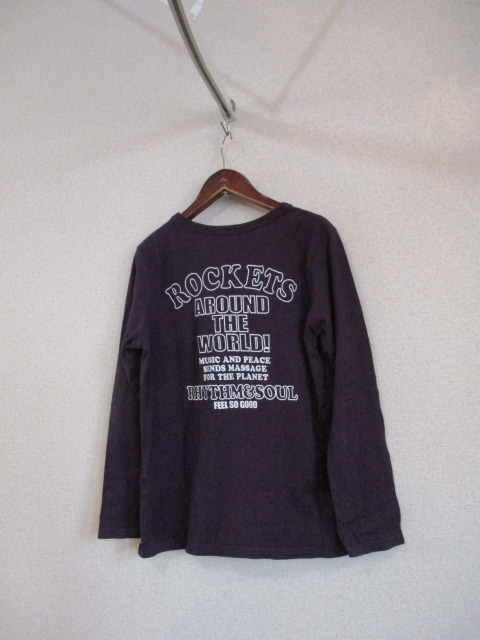 ROCKETS
AROUND
THE
WORLD!
MUSIC AND PEACE
SENDS MASSAGE
FOR THE PLANET
RHYTHM&SOUL
FEEL SO GOOD